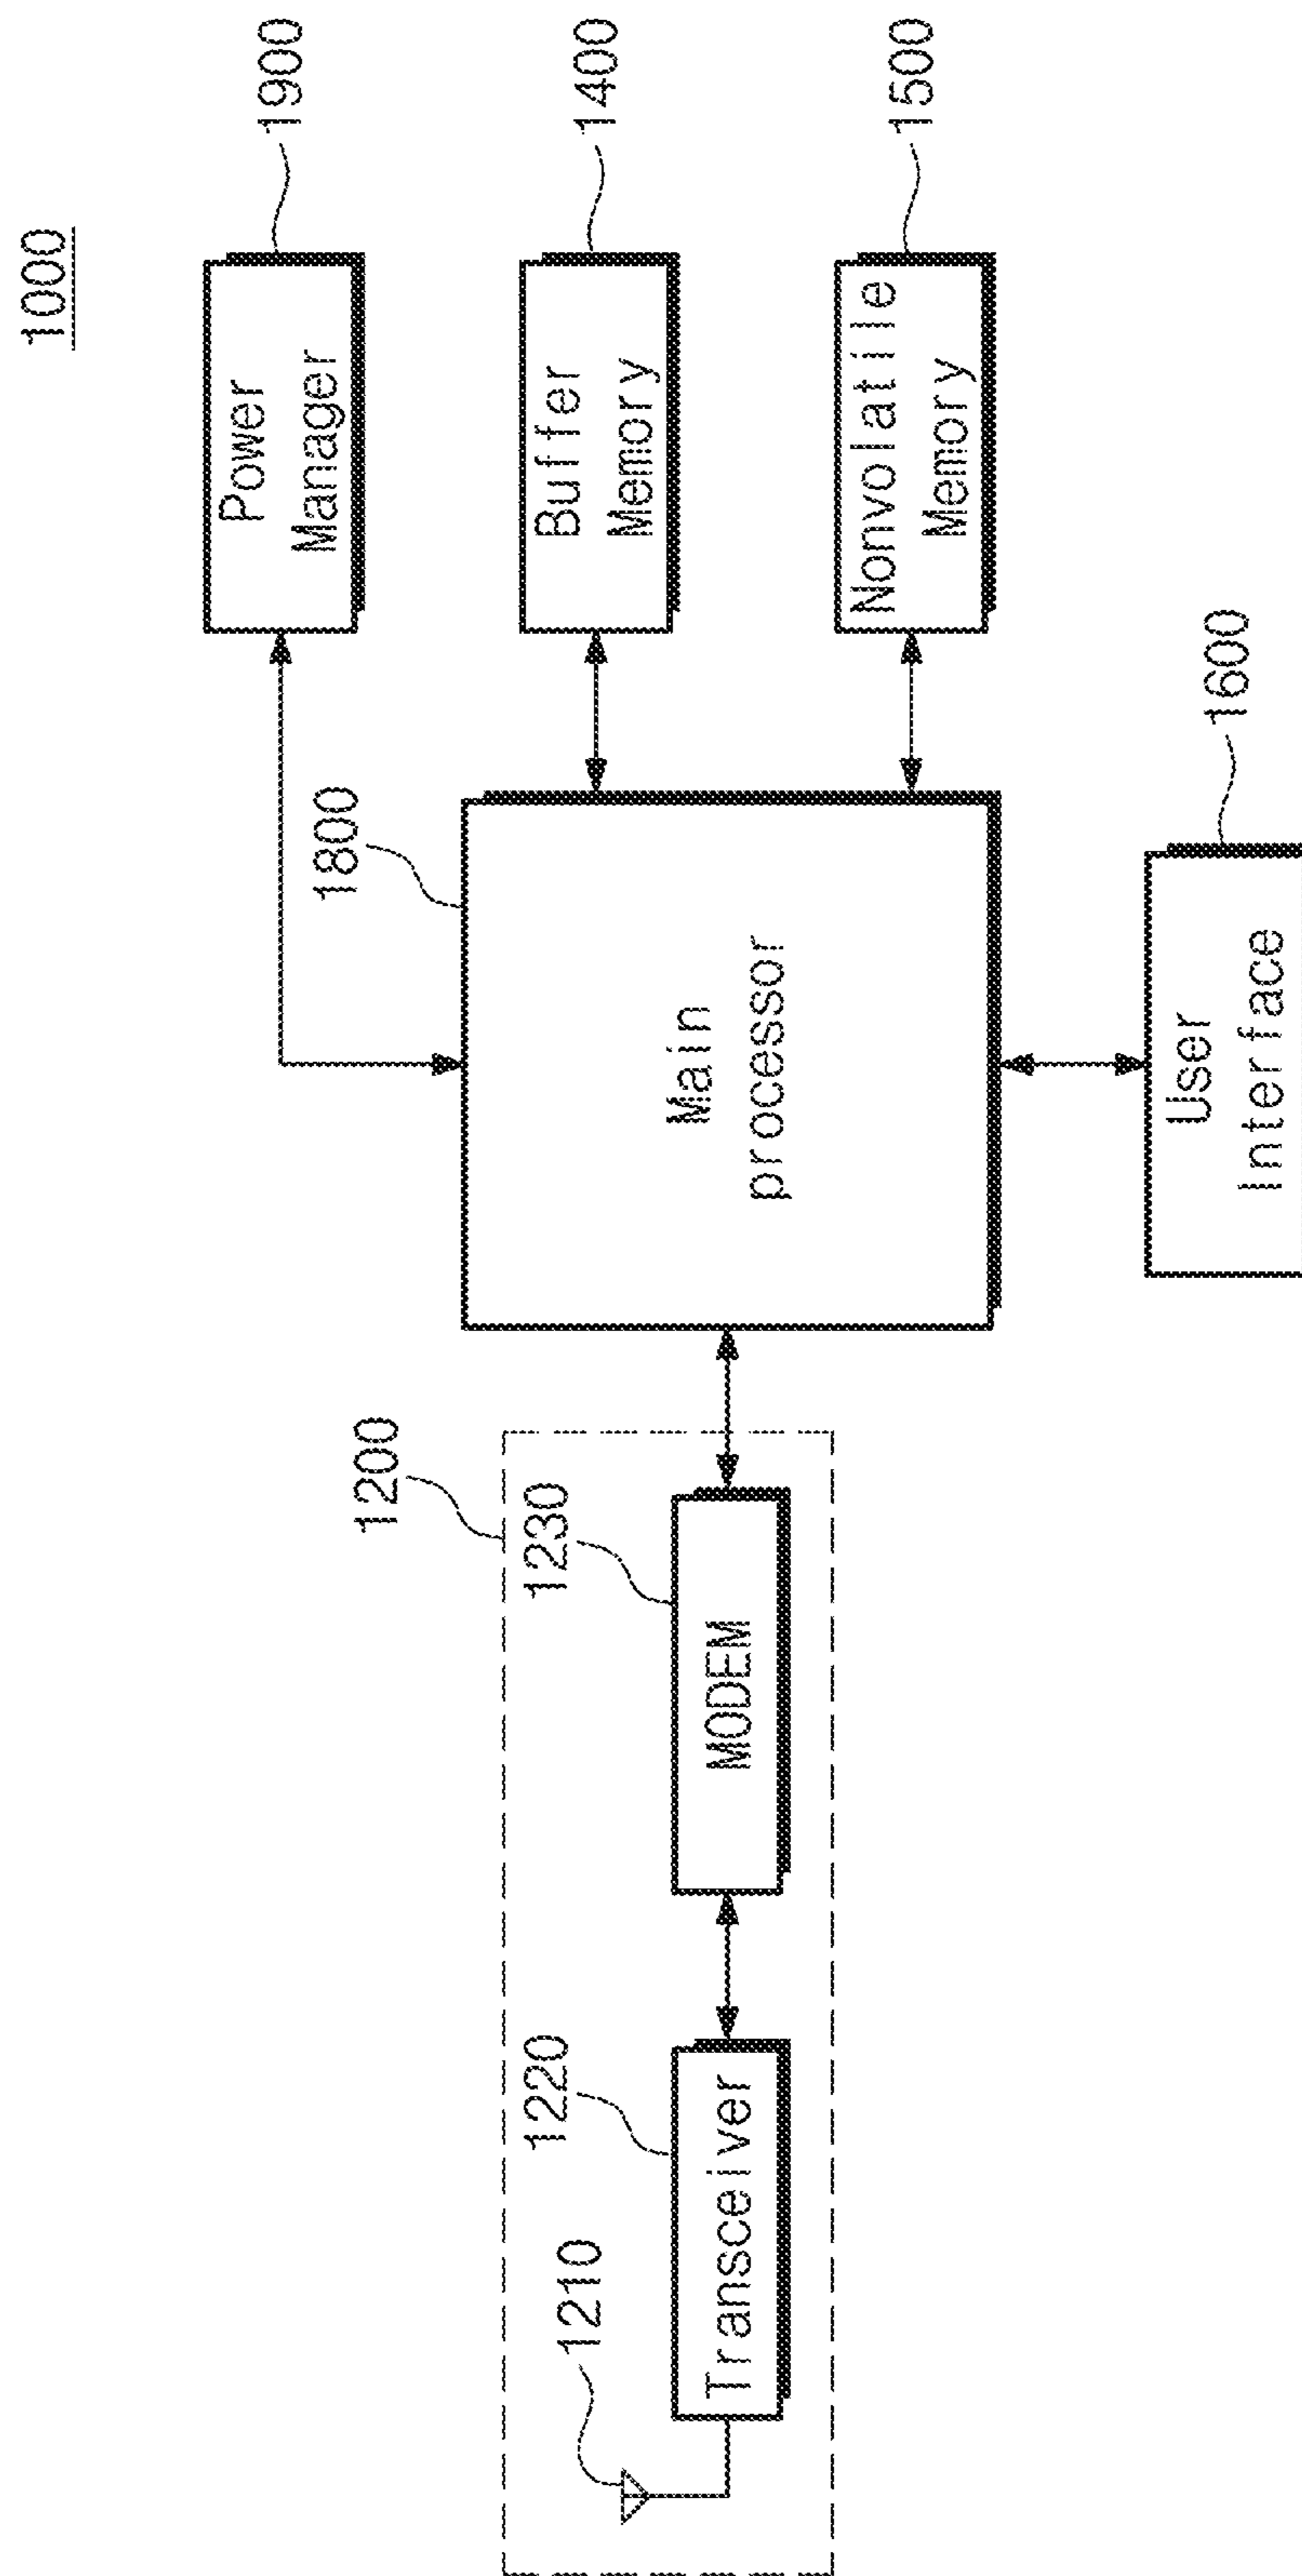 1000
1900
Power
Manager
1800
1400
Buffer
Memory
1200
1230
MODEM
1220
Transceiver
1210
Main
processor
1500
Nonvolatile
Memory
1600
User
Interface